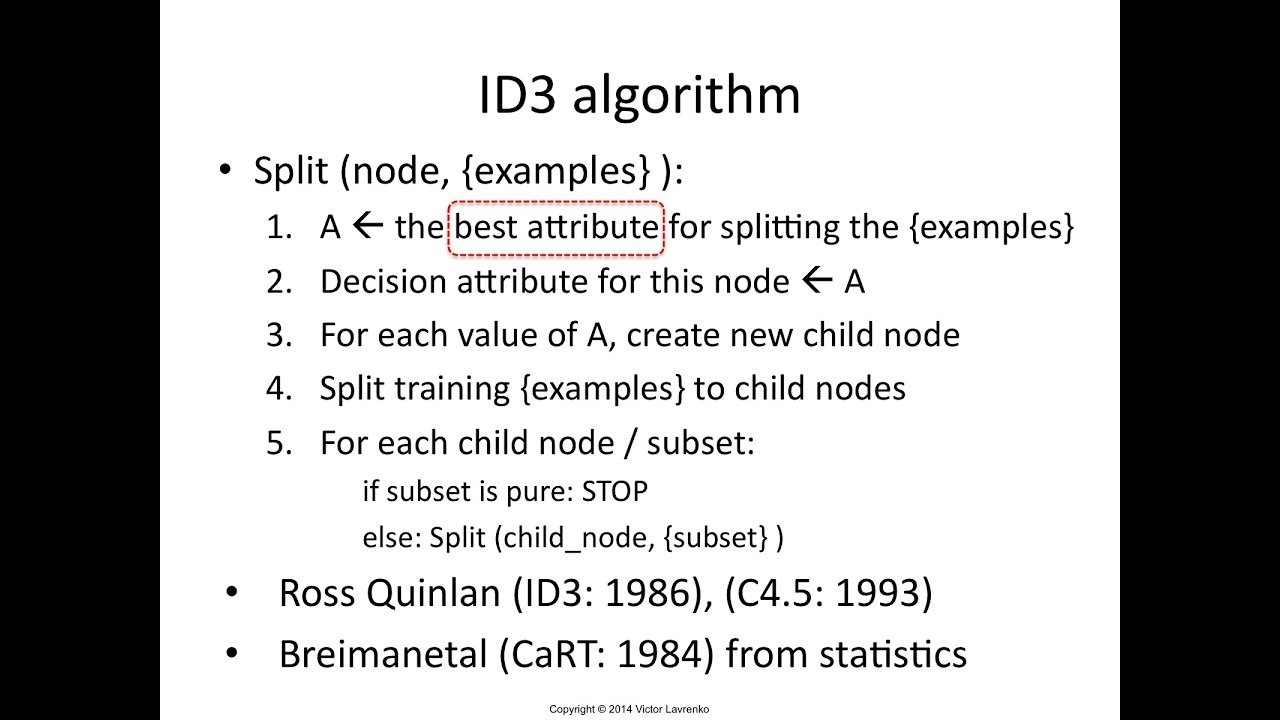 ID3 algorithm
• Split (node, {examples} ):
1. A ← the best attribute for splitting the {examples}
2. Decision attribute for this node ← A
3. For each value of A, create new child node
4. Split training {examples} to child nodes
5. For each child node / subset:
if subset is pure: STOP
else: Split (child_node, {subset} )
• Ross Quinlan (ID3: 1986), (C4.5: 1993)
• Breimanetal (CaRT: 1984) from statistics
Copyright © 2014 Victor Lavrenko